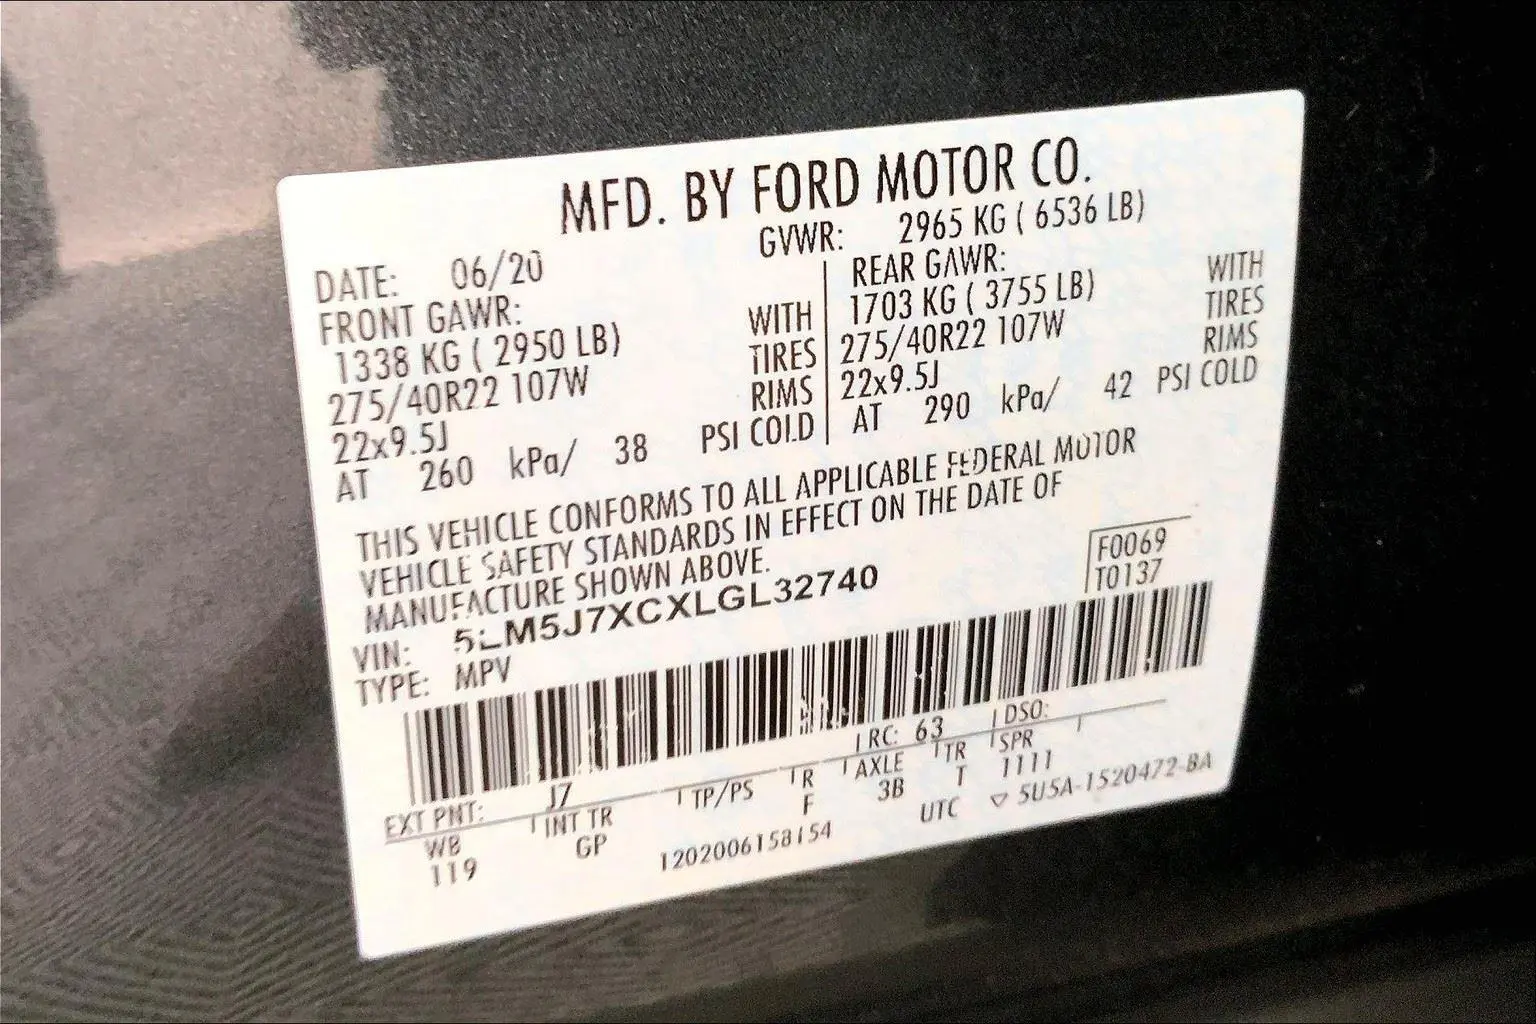 MFD. BY FORD MOTOR CO.
DATE: 06/20
GVWR: 2965 KG ( 6536 LB)
FRONT GAWR:
1338 KG ( 2950 LB) WITH
275/40R22 107W TIRES
22x9.5J RIMS
AT 260 kPa/ 38 PSI COLD
REAR GAWR:
1703 KG ( 3755 LB) WITH
275/40R22 107W TIRES
22x9.5J RIMS
AT 290 kPa/ 42 PSI COLD
THIS VEHICLE CONFORMS TO ALL APPLICABLE FEDERAL MOTOR
VEHICLE SAFETY STANDARDS IN EFFECT ON THE DATE OF
MANUFACTURE SHOWN ABOVE.
F0069
T0137
VIN: 5LM5J7XCXLGL32740
TYPE: MPV
EXT PNT: J7 RC: 63 DSO:
WB INT TR TP/PS R AXLE TR SPR
119 GP F 3B T 1111
1202006158154 UTC ▽ 5U5A-1520472-BA